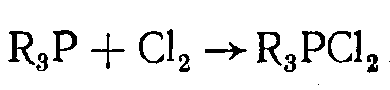 R₃P + Cl₂ → R₃PCl₂